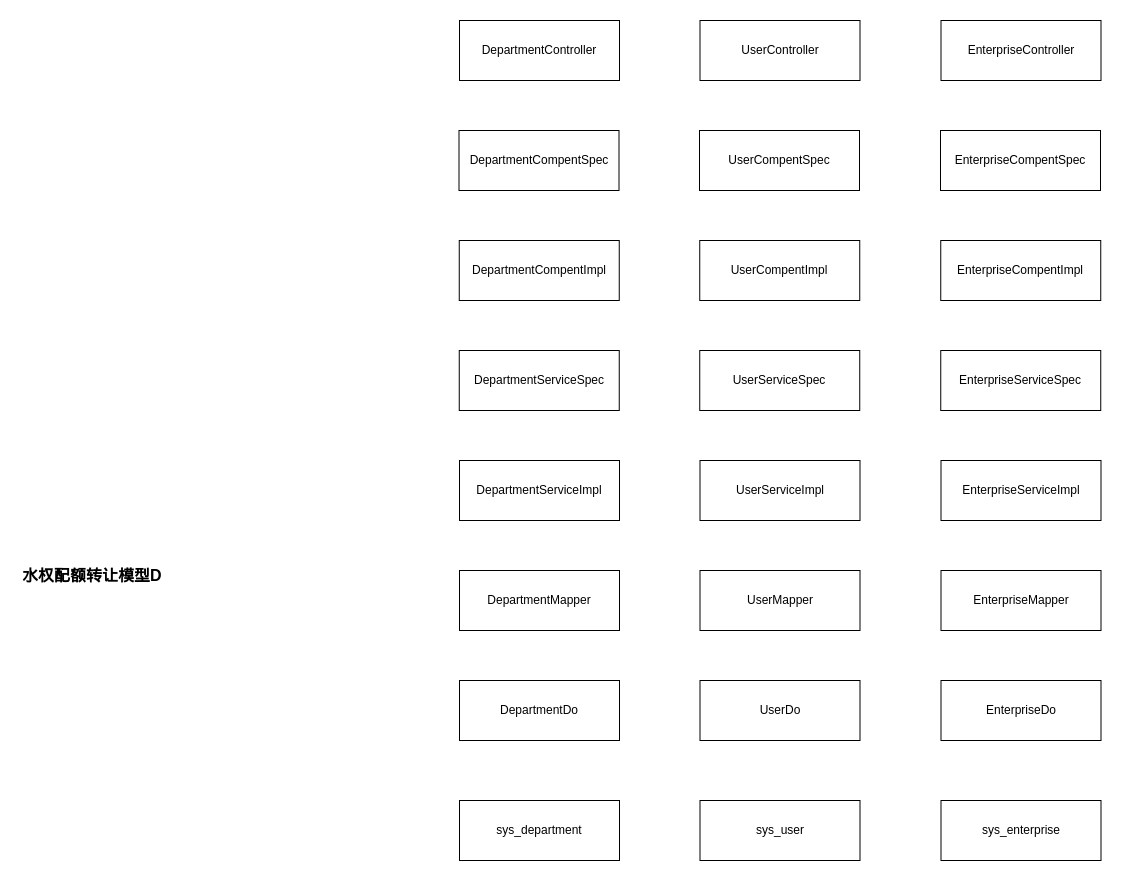 DepartmentController
UserController
EnterpriseController
DepartmentCompentSpec
UserCompentSpec
EnterpriseCompentSpec
DepartmentCompentImpl
UserCompentImpl
EnterpriseCompentImpl
DepartmentServiceSpec
UserServiceSpec
EnterpriseServiceSpec
DepartmentServiceImpl
UserServiceImpl
EnterpriseServiceImpl
水权配额转让模型D
DepartmentMapper
UserMapper
EnterpriseMapper
DepartmentDo
UserDo
EnterpriseDo
sys_department
sys_user
sys_enterprise